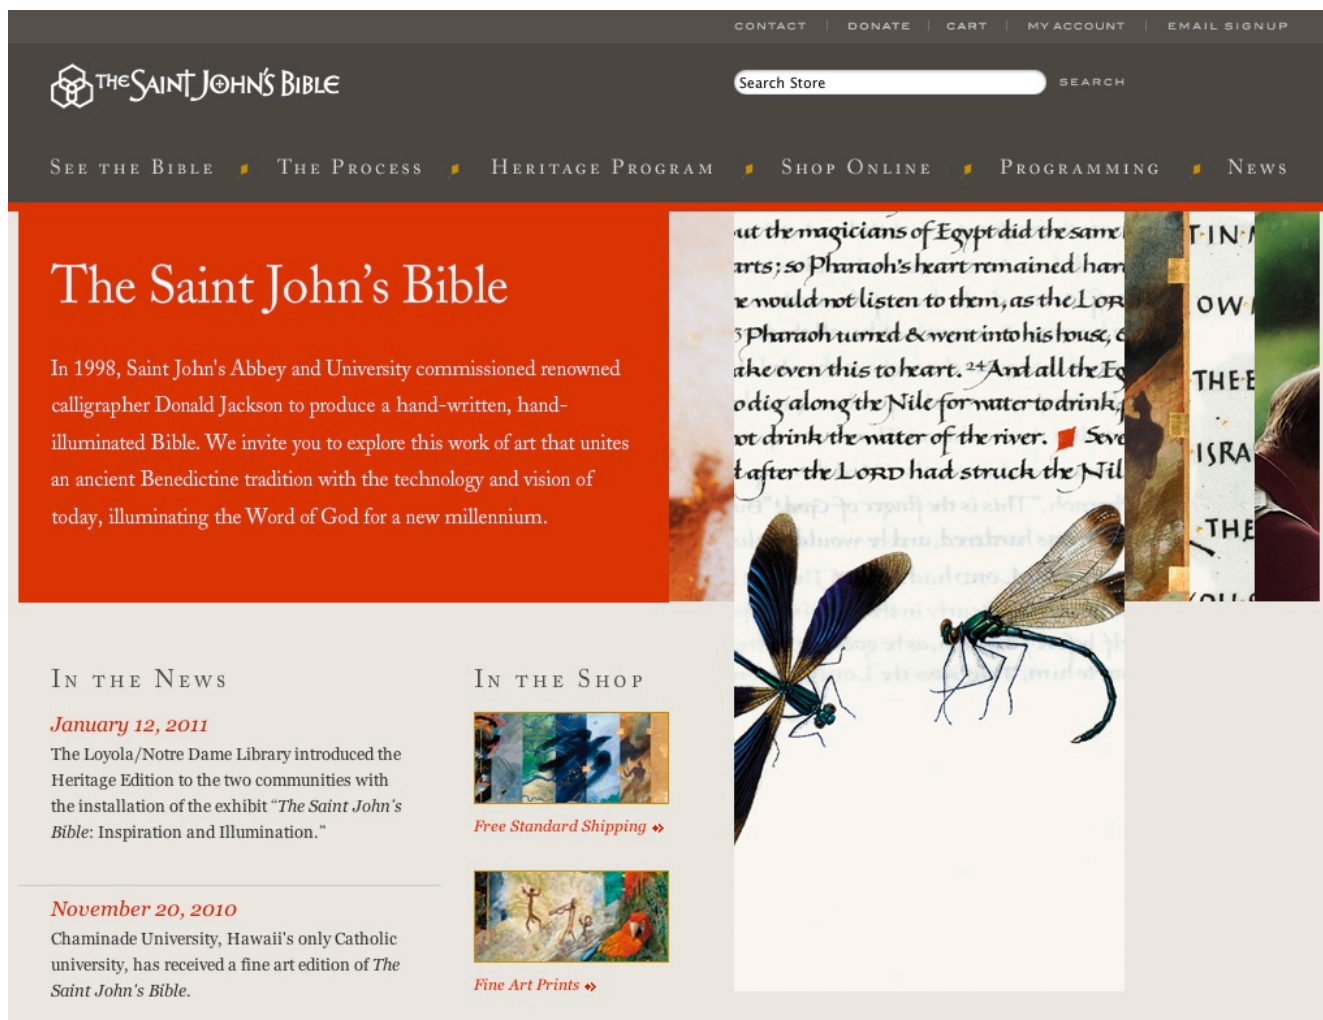 CONTACT | DONATE | CART | MY ACCOUNT | EMAIL SIGNUP
THE SAINT JOHN'S BIBLE
Search Store
SEARCH
SEE THE BIBLE
THE PROCESS
HERITAGE PROGRAM
SHOP ONLINE
PROGRAMMING
NEWS
The Saint John's Bible
In 1998, Saint John's Abbey and University commissioned renowned
calligrapher Donald Jackson to produce a hand-written, hand-
illuminated Bible. We invite you to explore this work of art that unites
an ancient Benedictine tradition with the technology and vision of
today, illuminating the Word of God for a new millennium.
ut the magicians of Egypt did the same
arts; so Pharaoh's heart remained har
e would not listen to them, as the LOR
Pharaoh turned & went into his house,
ake even this to heart. 24 And all the Eg
o dig along the Nile for water to drink,
ot drink the water of the river. Seve
t after the LORD had struck the Nil
T·IN·
OW
THE·E
ISRA
THE
IN THE NEWS
January 12, 2011
The Loyola/Notre Dame Library introduced the
Heritage Edition to the two communities with
the installation of the exhibit “The Saint John's
Bible: Inspiration and Illumination.”
November 20, 2010
Chaminade University, Hawaii's only Catholic
university, has received a fine art edition of The
Saint John's Bible.
IN THE SHOP
Free Standard Shipping
Fine Art Prints